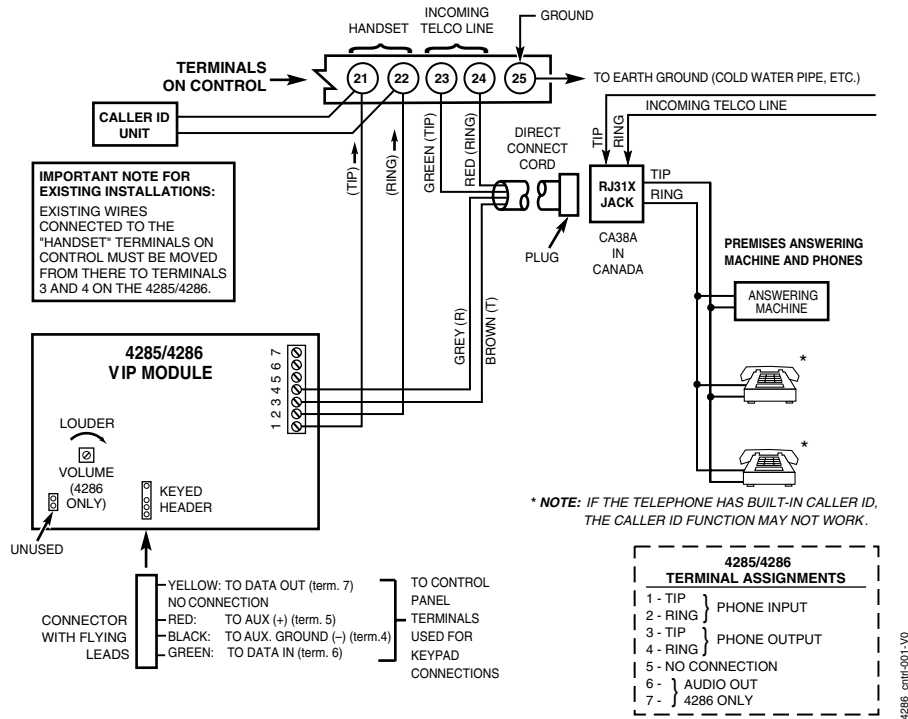 HANDSET
INCOMING
TELCO LINE
GROUND
TERMINALS
ON CONTROL
21
22
23
24
25
TO EARTH GROUND (COLD WATER PIPE, ETC.)
CALLER ID
UNIT
INCOMING TELCO LINE
TIP
RING
(TIP)
(RING)
GREEN (TIP)
RED (RING)
DIRECT
CONNECT
CORD
RJ31X
JACK
TIP
RING
CA38A
IN
CANADA
PLUG
IMPORTANT NOTE FOR
EXISTING INSTALLATIONS:
EXISTING WIRES
CONNECTED TO THE
"HANDSET" TERMINALS ON
CONTROL MUST BE MOVED
FROM THERE TO TERMINALS
3 AND 4 ON THE 4285/4286.
PREMISES ANSWERING
MACHINE AND PHONES
ANSWERING
MACHINE
*
*
GREY (R)
BROWN (T)
4285/4286
VIP MODULE
1 2 3 4 5 6 7
LOUDER
VOLUME
(4286
ONLY)
KEYED
HEADER
UNUSED
* NOTE: IF THE TELEPHONE HAS BUILT-IN CALLER ID,
THE CALLER ID FUNCTION MAY NOT WORK.
CONNECTOR
WITH FLYING
LEADS
YELLOW: TO DATA OUT (term. 7)
NO CONNECTION
RED: TO AUX (+) (term. 5)
BLACK: TO AUX. GROUND (–) (term.4)
GREEN: TO DATA IN (term. 6)
TO CONTROL
PANEL
TERMINALS
USED FOR
KEYPAD
CONNECTIONS
4285/4286
TERMINAL ASSIGNMENTS
1 - TIP
2 - RING
PHONE INPUT
3 - TIP
4 - RING
PHONE OUTPUT
5 - NO CONNECTION
6 -
7 -
AUDIO OUT
4286 ONLY
4286_cntrl-001-V0